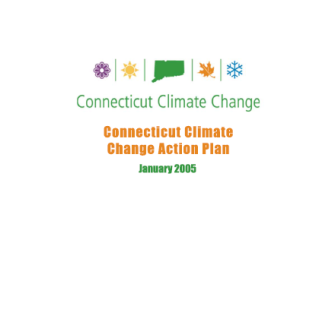 Connecticut Climate Change
Connecticut Climate
Change Action Plan
January 2005